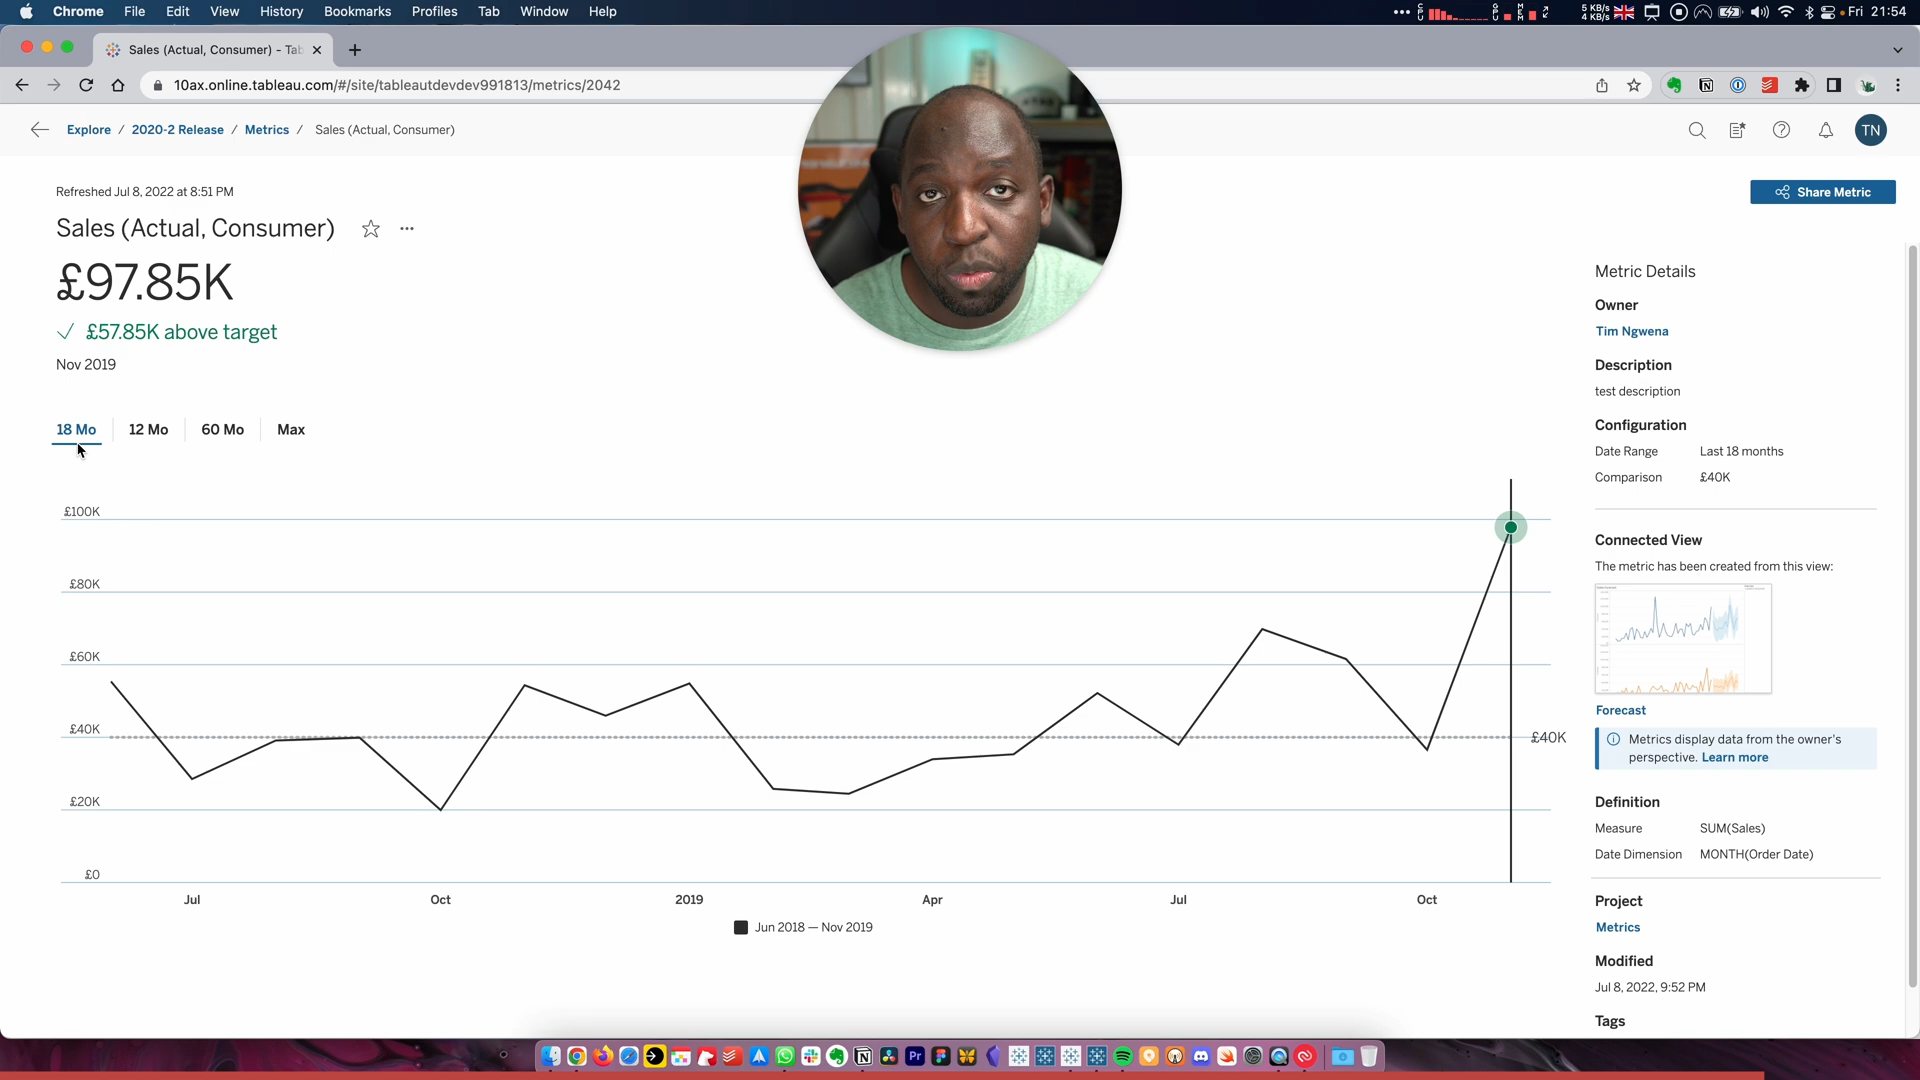 Chrome File Edit View History Bookmarks Profiles Tab Window Help
5 KB/s
4 KB/s
Fri 21:54
Sales (Actual, Consumer) - Tab
10ax.online.tableau.com/#/site/tableautdevdev991813/metrics/2042
Explore / 2020-2 Release / Metrics / Sales (Actual, Consumer)
TN
Refreshed Jul 8, 2022 at 8:51 PM
Share Metric
Sales (Actual, Consumer)
£97.85K
£57.85K above target
Nov 2019
18 Mo 12 Mo 60 Mo Max
£100K
£80K
£60K
£40K
£40K
£20K
£0
Jul Oct 2019 Apr Jul Oct
Jun 2018 — Nov 2019
Metric Details
Owner
Tim Ngwena
Description
test description
Configuration
Date Range Last 18 months
Comparison £40K
Connected View
The metric has been created from this view:
Forecast
Metrics display data from the owner's
perspective. Learn more
Definition
Measure SUM(Sales)
Date Dimension MONTH(Order Date)
Project
Metrics
Modified
Jul 8, 2022, 9:52 PM
Tags
Pr